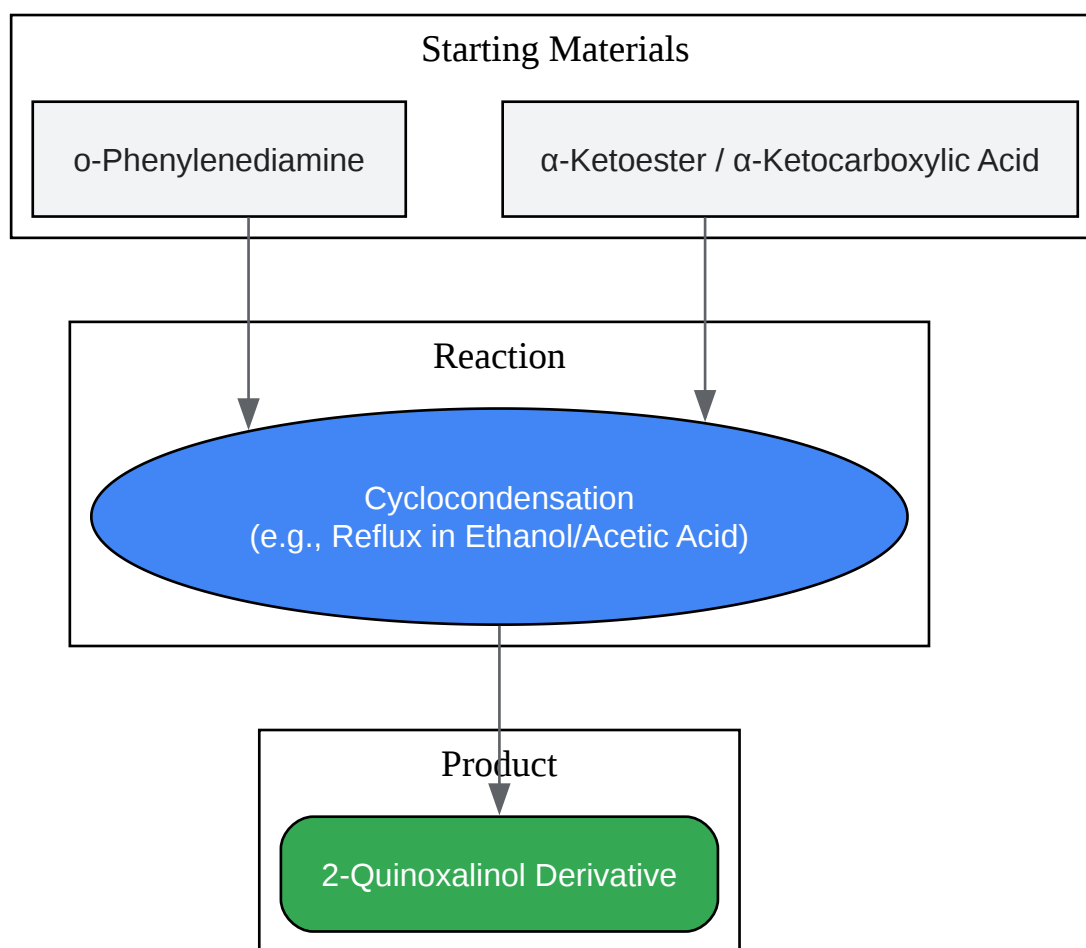 Starting Materials
o-Phenylenediamine
α-Ketoester / α-Ketocarboxylic Acid
Reaction
Cyclocondensation
(e.g., Reflux in Ethanol/Acetic Acid)
Product
2-Quinoxalinol Derivative